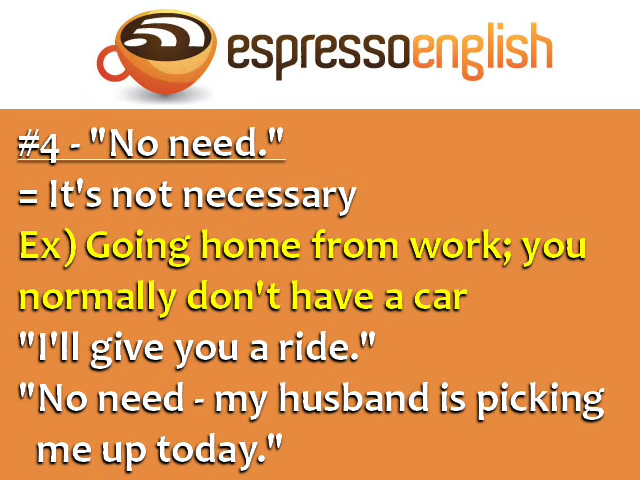 espressoenglish
#4 - "No need."
= It's not necessary
Ex) Going home from work; you
normally don't have a car
"I'll give you a ride."
"No need - my husband is picking
me up today."